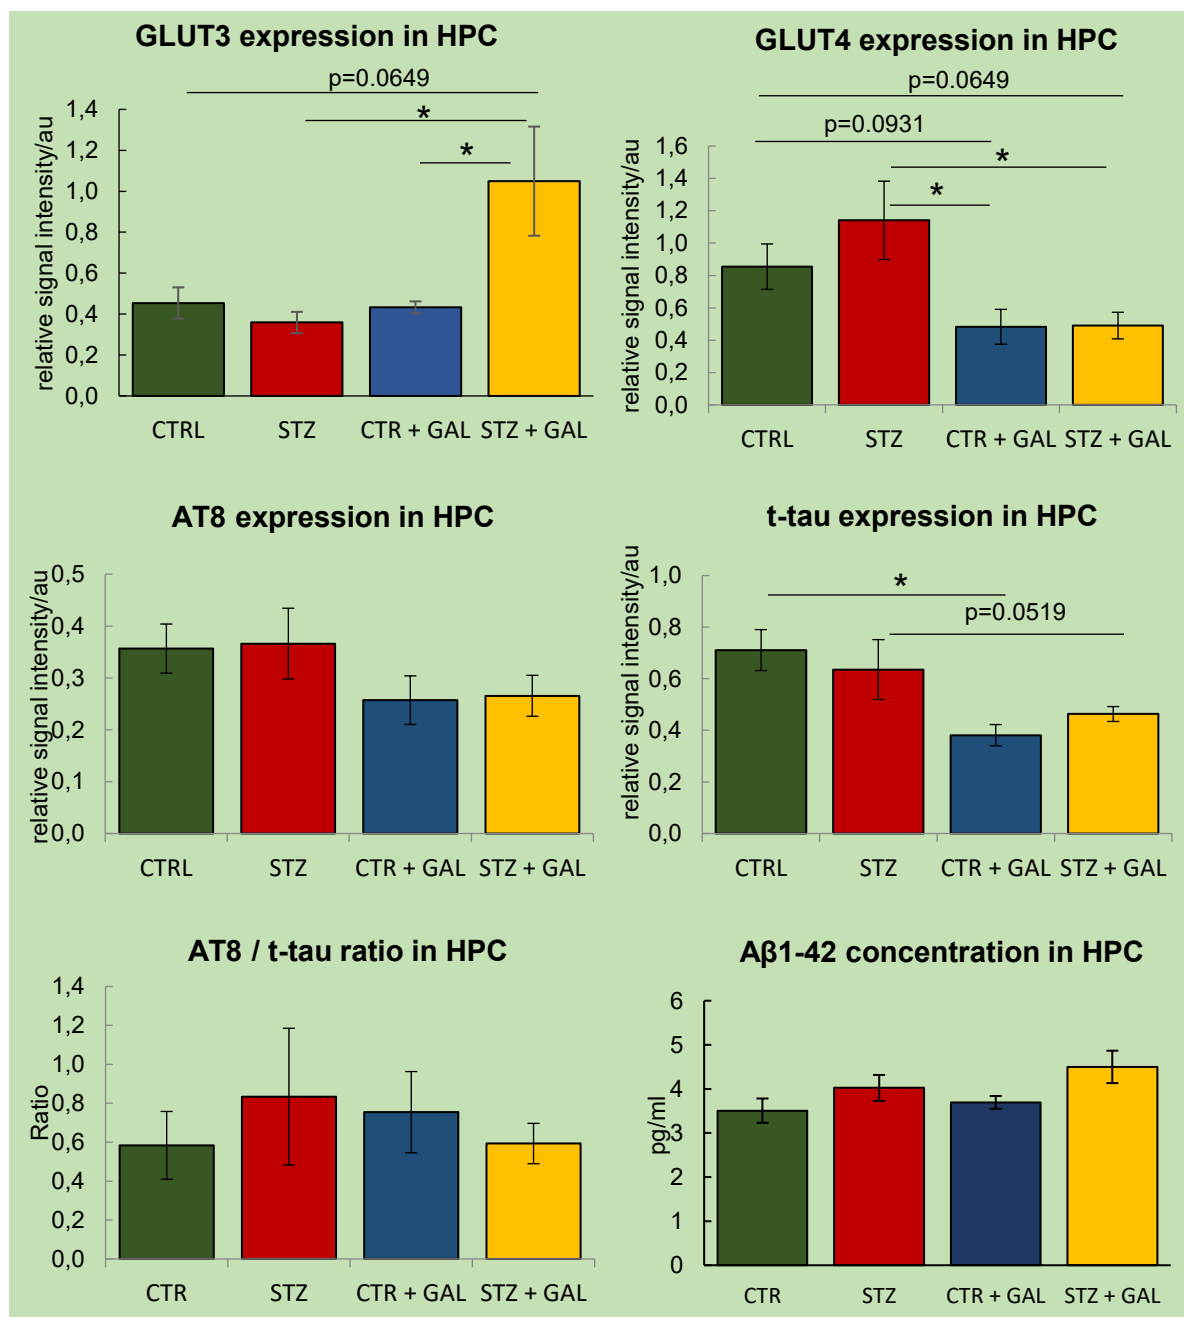 GLUT3 expression in HPC
p=0.0649
*
*
relative signal intensity/au
1,4
1,2
1,0
0,8
0,6
0,4
0,2
0,0
CTRL STZ CTR + GAL STZ + GAL
GLUT4 expression in HPC
p=0.0649
p=0.0931
*
*
relative signal intensity/au
1,6
1,4
1,2
1,0
0,8
0,6
0,4
0,2
0,0
CTRL STZ CTR + GAL STZ + GAL
AT8 expression in HPC
relative signal intensity/au
0,5
0,4
0,3
0,2
0,1
0,0
CTRL STZ CTR + GAL STZ + GAL
t-tau expression in HPC
*
p=0.0519
relative signal intensity/au
1,0
0,8
0,6
0,4
0,2
0,0
CTRL STZ CTR + GAL STZ + GAL
AT8 / t-tau ratio in HPC
Ratio
1,4
1,2
1,0
0,8
0,6
0,4
0,2
0,0
CTR STZ CTR + GAL STZ + GAL
Aβ1-42 concentration in HPC
pg/ml
6
5
4
3
2
1
0
CTR STZ CTR + GAL STZ + GAL